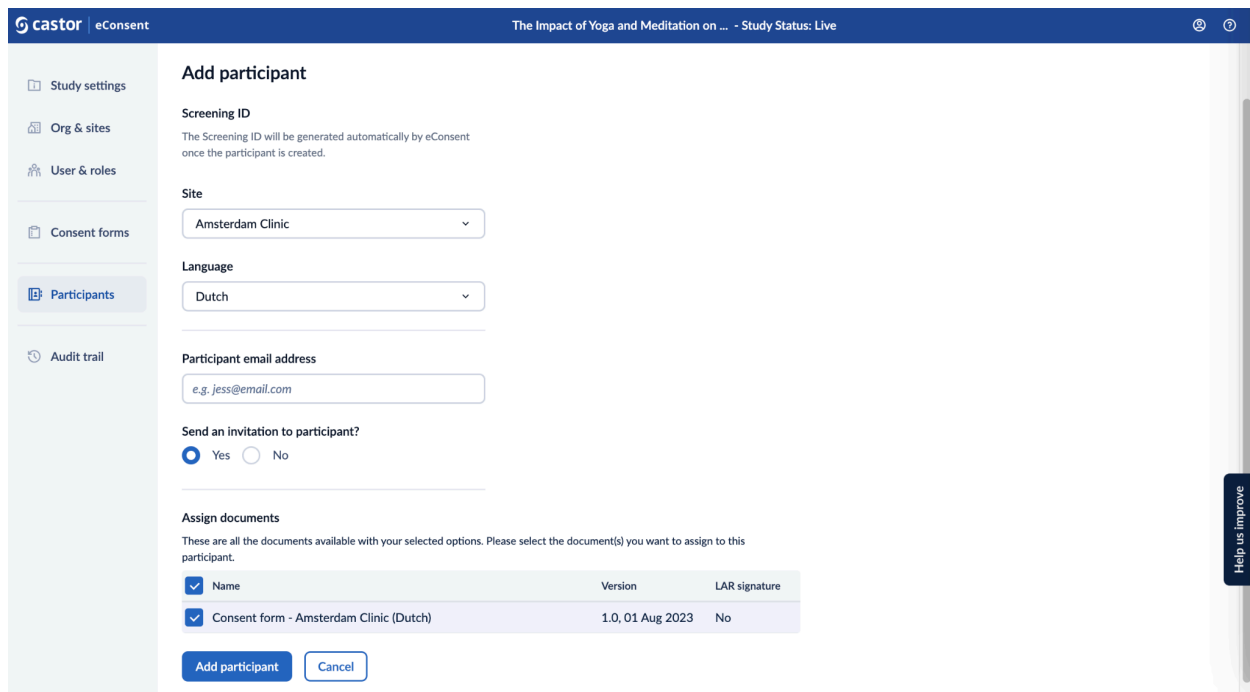 castor | eConsent
The Impact of Yoga and Meditation on ... - Study Status: Live
Study settings
Org & sites
User & roles
Consent forms
Participants
Audit trail
Add participant
Screening ID
The Screening ID will be generated automatically by eConsent
once the participant is created.
Site
Amsterdam Clinic
Language
Dutch
Participant email address
e.g. jess@email.com
Send an invitation to participant?
Yes No
Assign documents
These are all the documents available with your selected options. Please select the document(s) you want to assign to this
participant.
Name Version LAR signature
Consent form - Amsterdam Clinic (Dutch) 1.0, 01 Aug 2023 No
Add participant Cancel
Help us improve